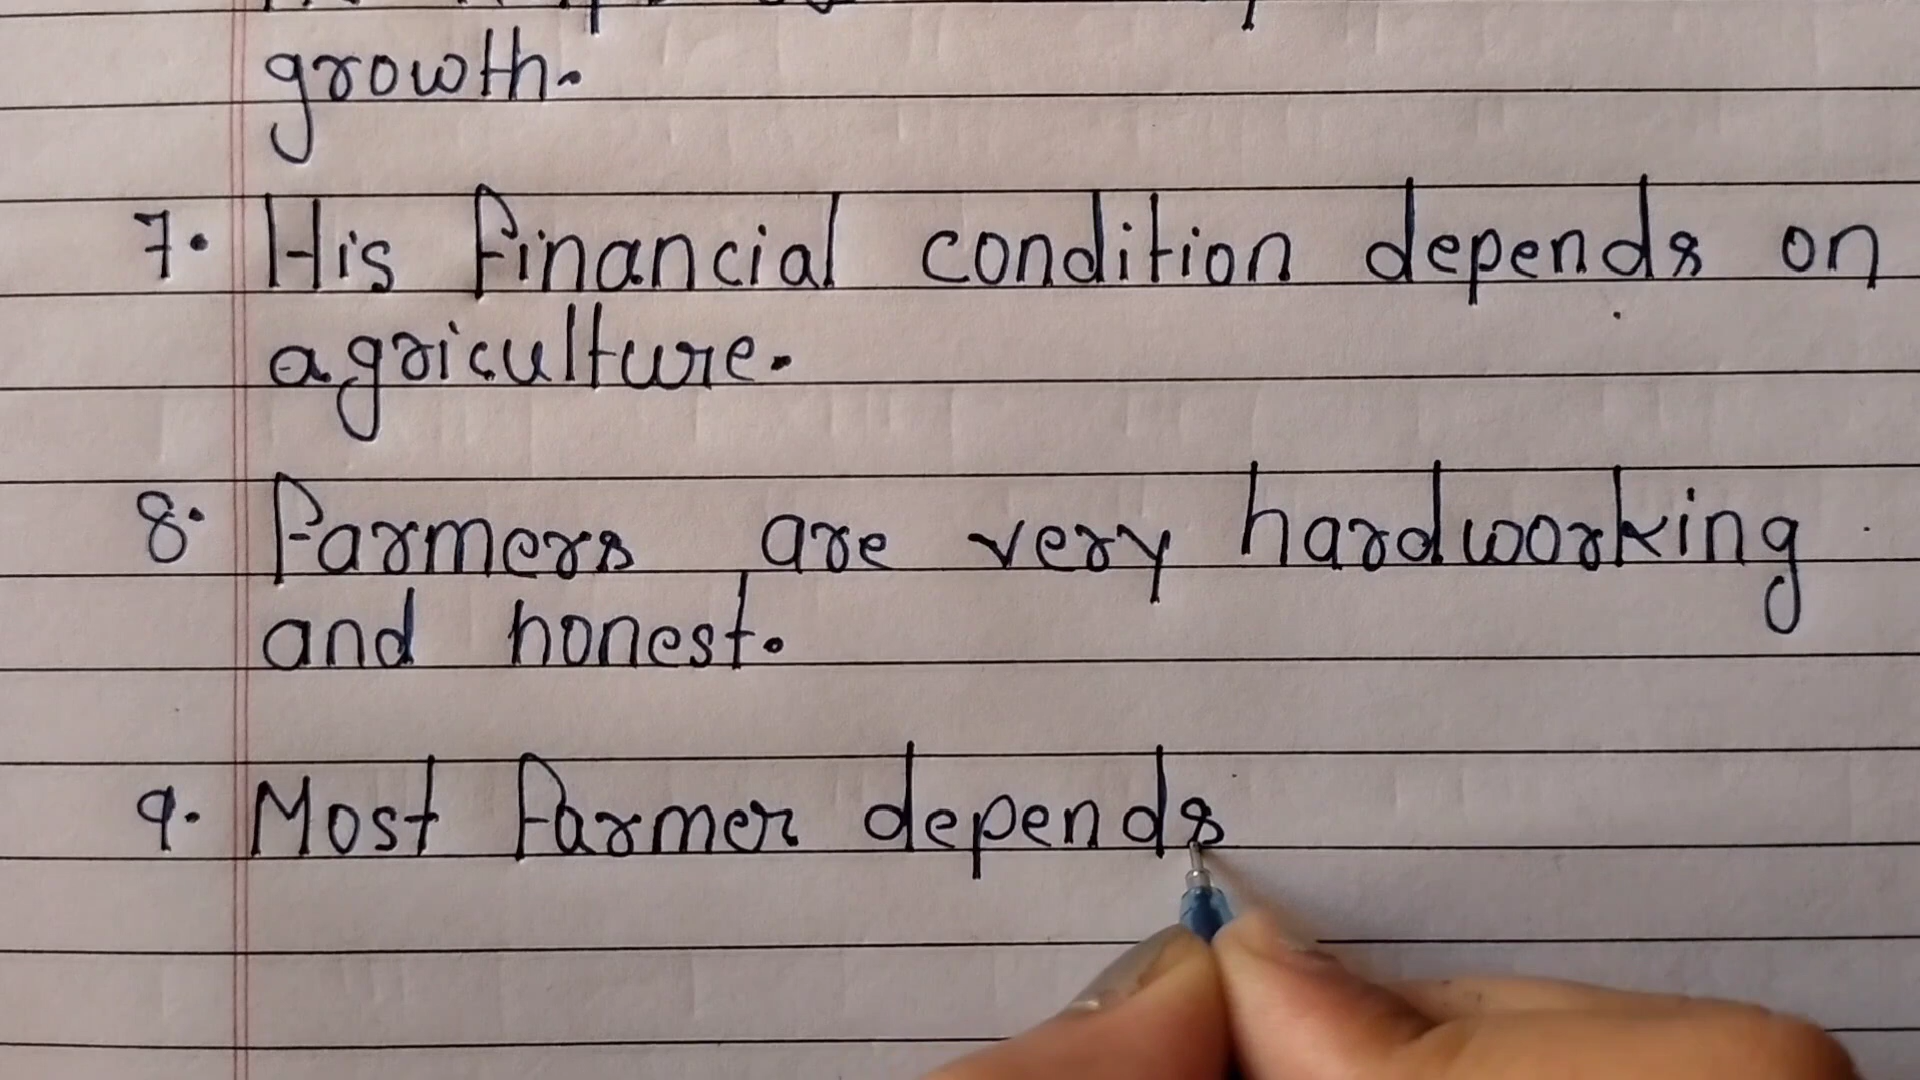 growth.
7. His financial condition depends on
agriculture.
8. Farmers are very hardworking
and honest.
9. Most Farmer depends